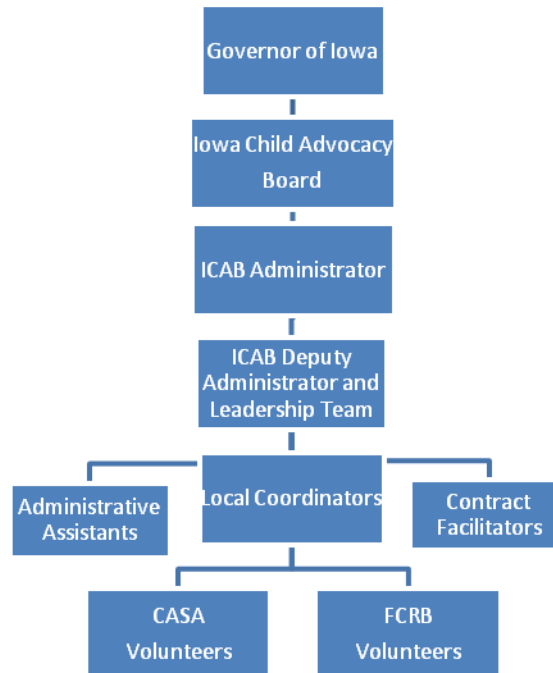 Governor of Iowa
Iowa Child Advocacy
Board
ICAB Administrator
ICAB Deputy
Administrator and
Leadership Team
Administrative
Assistants
Local Coordinators
Contract
Facilitators
CASA
Volunteers
FCRB
Volunteers